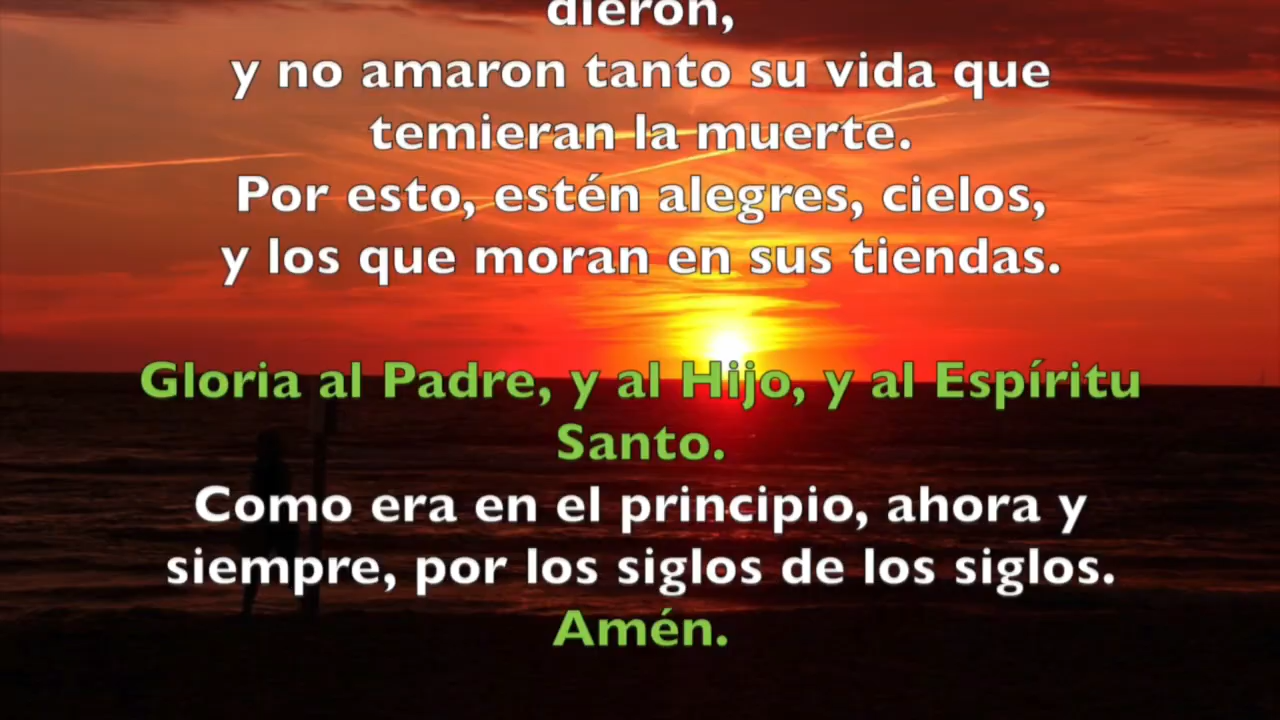 dieron,
y no amaron tanto su vida que
temieran la muerte.
Por esto, estén alegres, cielos,
y los que moran en sus tiendas.
Gloria al Padre, y al Hijo, y al Espíritu
Santo.
Como era en el principio, ahora y
siempre, por los siglos de los siglos.
Amén.